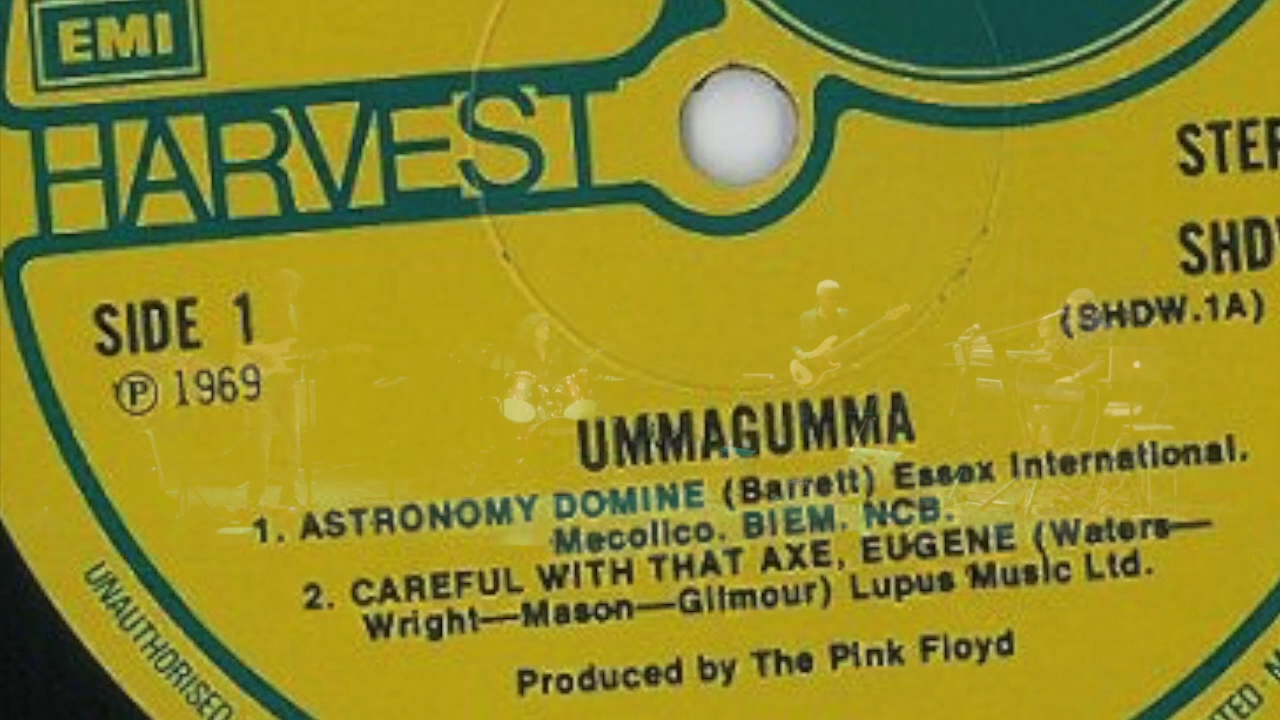 EMI
HARVEST
STER
SHDW
(SHDW.1A)
SIDE 1
Ⓟ 1969
UMMAGUMMA
1. ASTRONOMY DOMINE (Barrett) Essex International.
Mecolico. BIEM. NCB.
2. CAREFUL WITH THAT AXE, EUGENE (Waters—
Wright—Mason—Gilmour) Lupus Music Ltd.
Produced by The Pink Floyd
UNAUTHORISED